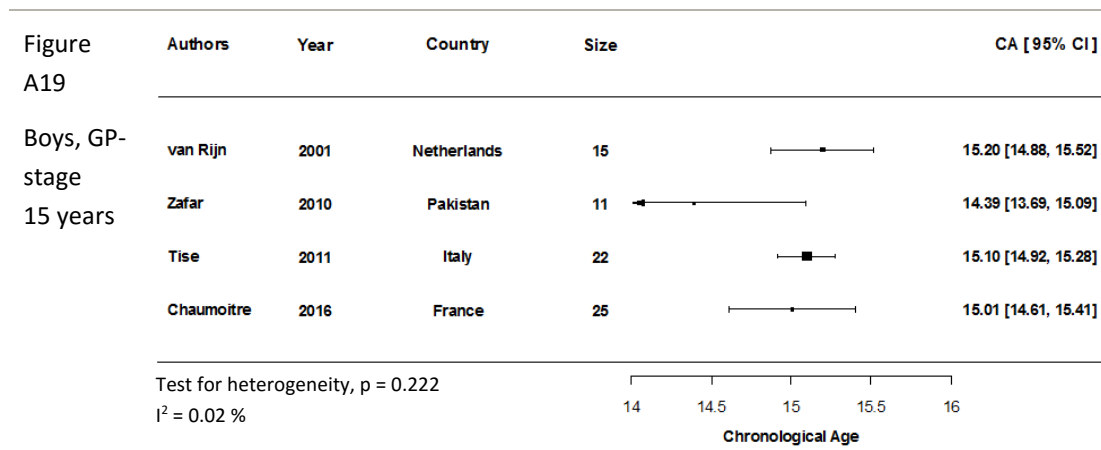 Figure A19
Boys, GP-stage 15 years
Authors Year Country Size CA [95% CI]
van Rijn 2001 Netherlands 15 15.20 [14.88, 15.52]
Zafar 2010 Pakistan 11 14.39 [13.69, 15.09]
Tise 2011 Italy 22 15.10 [14.92, 15.28]
Chaumoitre 2016 France 25 15.01 [14.61, 15.41]
Test for heterogeneity, p = 0.222
I² = 0.02 %
14 14.5 15 15.5 16
Chronological Age